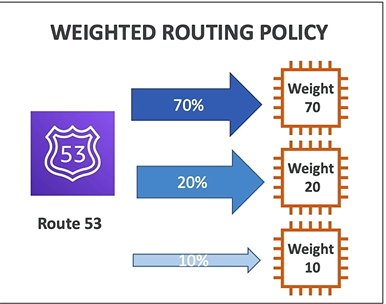 WEIGHTED ROUTING POLICY
70%
Weight
70
53
20%
Weight
20
Route 53
10%
Weight
10